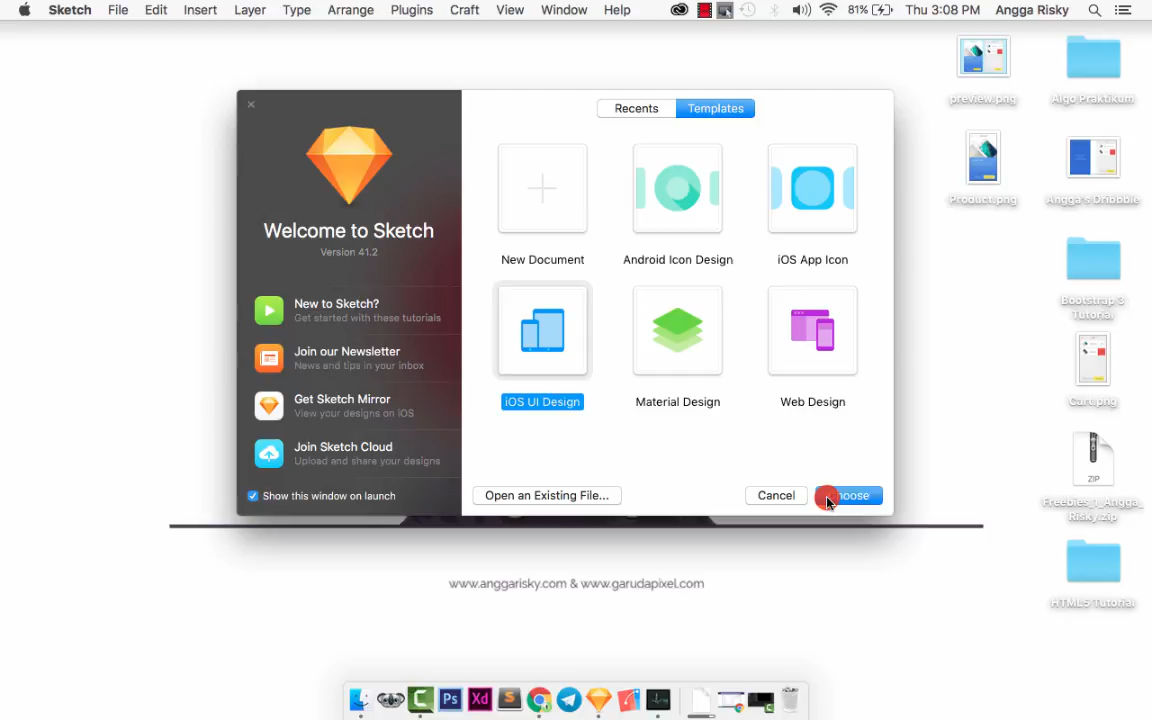 Sketch File Edit Insert Layer Type Arrange Plugins Craft View Window Help 81% Thu 3:08 PM Angga Risky
Recents Templates
Welcome to Sketch
Version 41.2
New to Sketch?
Get started with these tutorials
Join our Newsletter
News and tips in your inbox
Get Sketch Mirror
View your designs on iOS
Join Sketch Cloud
Upload and share your designs
Show this window on launch
New Document Android Icon Design iOS App Icon
iOS UI Design Material Design Web Design
Open an Existing File... Cancel
preview.png Algo Praktikum
Product.png Angga's Dribbble
Bootstrap 3
Tutorial
Cart.png
ZIP
Freebies_1_Angga_
Risky.zip
HTML5 Tutorial
www.anggarisky.com & www.garudapixel.com
Ps Xd S